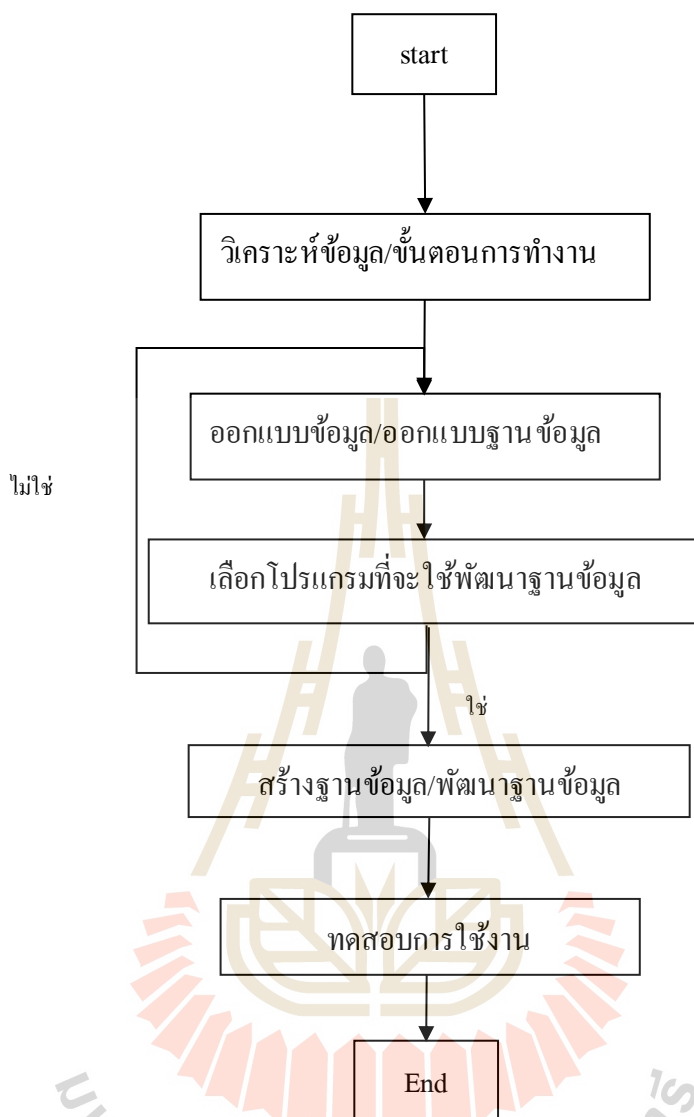 start
วิเคราะห์ข้อมูล/ขั้นตอนการทำงาน
ออกแบบข้อมูล/ออกแบบฐานข้อมูล
ไม่ใช่
เลือกโปรแกรมที่จะใช้พัฒนาฐานข้อมูล
ใช่
สร้างฐานข้อมูล/พัฒนาฐานข้อมูล
ทดสอบการใช้งาน
End